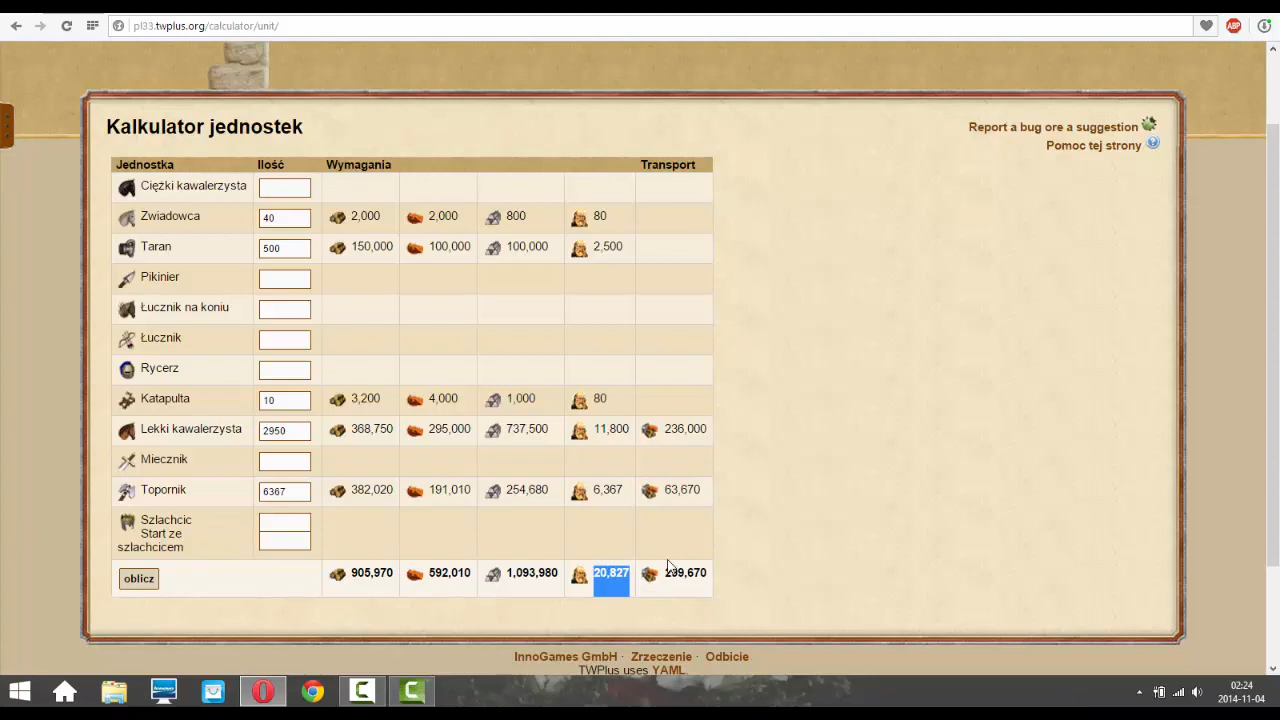 pl33.twplus.org/calculator/unit/
ABP
Kalkulator jednostek
Report a bug ore a suggestion
Pomoc tej strony
Jednostka Ilość Wymagania Transport
Ciężki kawalerzysta
Zwiadowca 40 2,000 2,000 800 80
Taran 500 150,000 100,000 100,000 2,500
Pikinier
Łucznik na koniu
Łucznik
Rycerz
Katapulta 10 3,200 4,000 1,000 80
Lekki kawalerzysta 2950 368,750 295,000 737,500 11,800 236,000
Miecznik
Topornik 6367 382,020 191,010 254,680 6,367 63,670
Szlachcic
Start ze
szlachcicem
oblicz 905,970 592,010 1,093,980 20,827 299,670
InnoGames GmbH · Zrzeczenie · Odbicie
TWPlus uses YAML.
02:24
2014-11-04